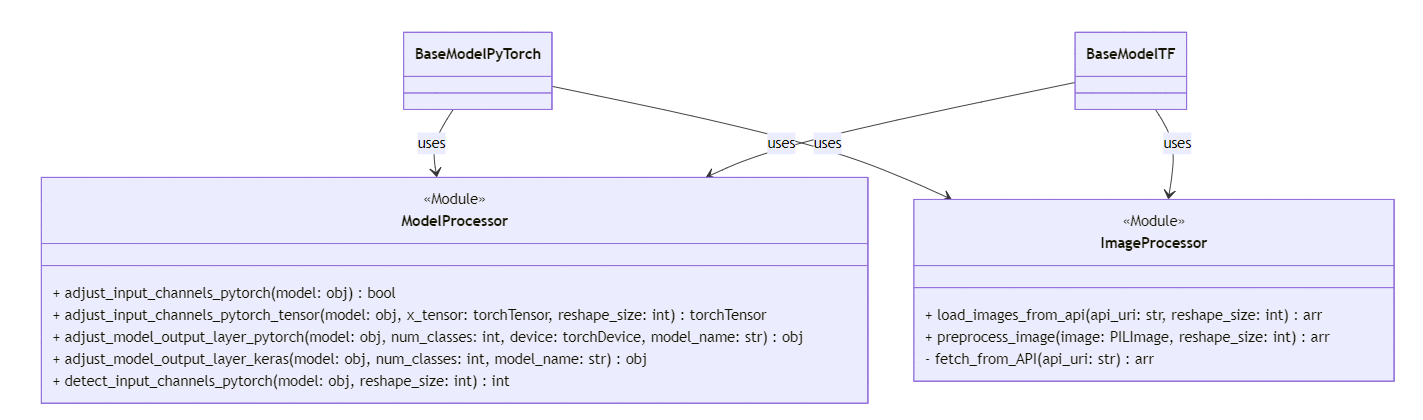 BaseModelPyTorch
BaseModelTF
uses
uses
uses
uses
«Module»
ModelProcessor
+ adjust_input_channels_pytorch(model: obj) : bool
+ adjust_input_channels_pytorch_tensor(model: obj, x_tensor: torchTensor, reshape_size: int) : torchTensor
+ adjust_model_output_layer_pytorch(model: obj, num_classes: int, device: torchDevice, model_name: str) : obj
+ adjust_model_output_layer_keras(model: obj, num_classes: int, model_name: str) : obj
+ detect_input_channels_pytorch(model: obj, reshape_size: int) : int
«Module»
ImageProcessor
+ load_images_from_api(api_uri: str, reshape_size: int) : arr
+ preprocess_image(image: PILImage, reshape_size: int) : arr
- fetch_from_API(api_uri: str) : arr